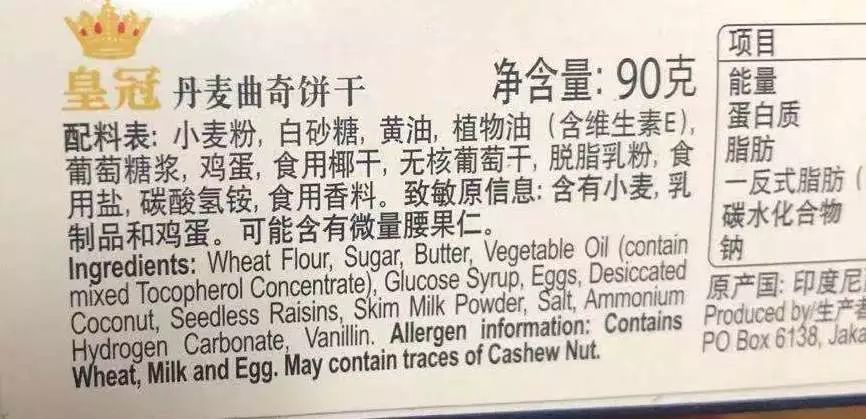 皇冠 丹麦曲奇饼干
净含量: 90克
配料表: 小麦粉, 白砂糖, 黄油, 植物油 (含维生素E),
葡萄糖浆, 鸡蛋, 食用椰干, 无核葡萄干, 脱脂乳粉, 食
用盐, 碳酸氢铵, 食用香料。致敏原信息: 含有小麦, 乳
制品和鸡蛋。可能含有微量腰果仁。
Ingredients: Wheat Flour, Sugar, Butter, Vegetable Oil (contain
mixed Tocopherol Concentrate), Glucose Syrup, Eggs, Desiccated
Coconut, Seedless Raisins, Skim Milk Powder, Salt, Ammonium
Hydrogen Carbonate, Vanillin. Allergen information: Contains
Wheat, Milk and Egg. May contain traces of Cashew Nut.
项目
能量
蛋白质
脂肪
一反式脂肪 (
碳水化合物
钠
原产国: 印度尼
Produced by/生产
PO Box 6138, Jaka